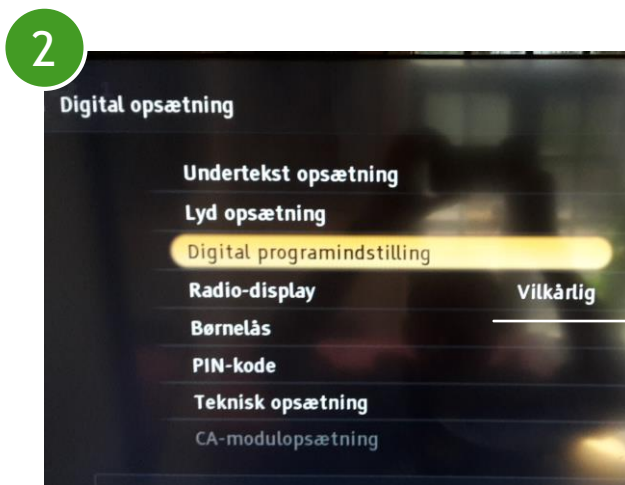 2
Digital opsætning
Undertekst opsætning
Lyd opsætning
Digital programindstilling
Radio-display Vilkårlig
Børnelås
PIN-kode
Teknisk opsætning
CA-modulopsætning